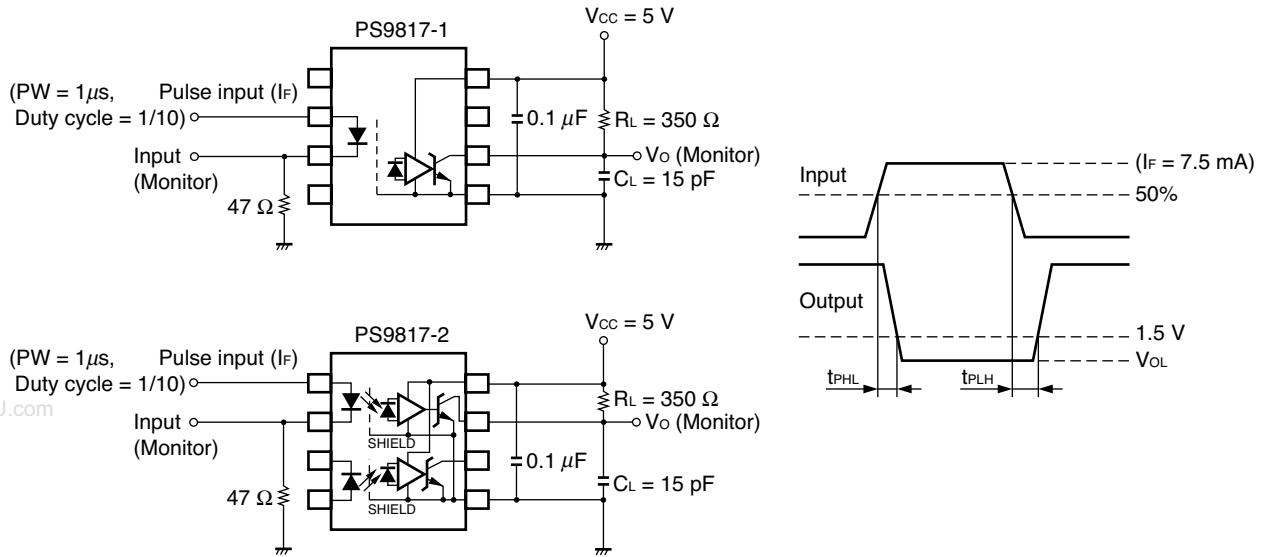 VCC = 5 V
PS9817-1
(PW = 1μs, Pulse input (IF)
Duty cycle = 1/10)
Input
(Monitor)
47 Ω
0.1 μF
RL = 350 Ω
VO (Monitor)
CL = 15 pF
Input
(IF = 7.5 mA)
50%
Output
1.5 V
VOL
tPHL
tPLH
VCC = 5 V
PS9817-2
(PW = 1μs, Pulse input (IF)
Duty cycle = 1/10)
Input
(Monitor)
47 Ω
SHIELD
SHIELD
RL = 350 Ω
VO (Monitor)
0.1 μF
CL = 15 pF
U.com